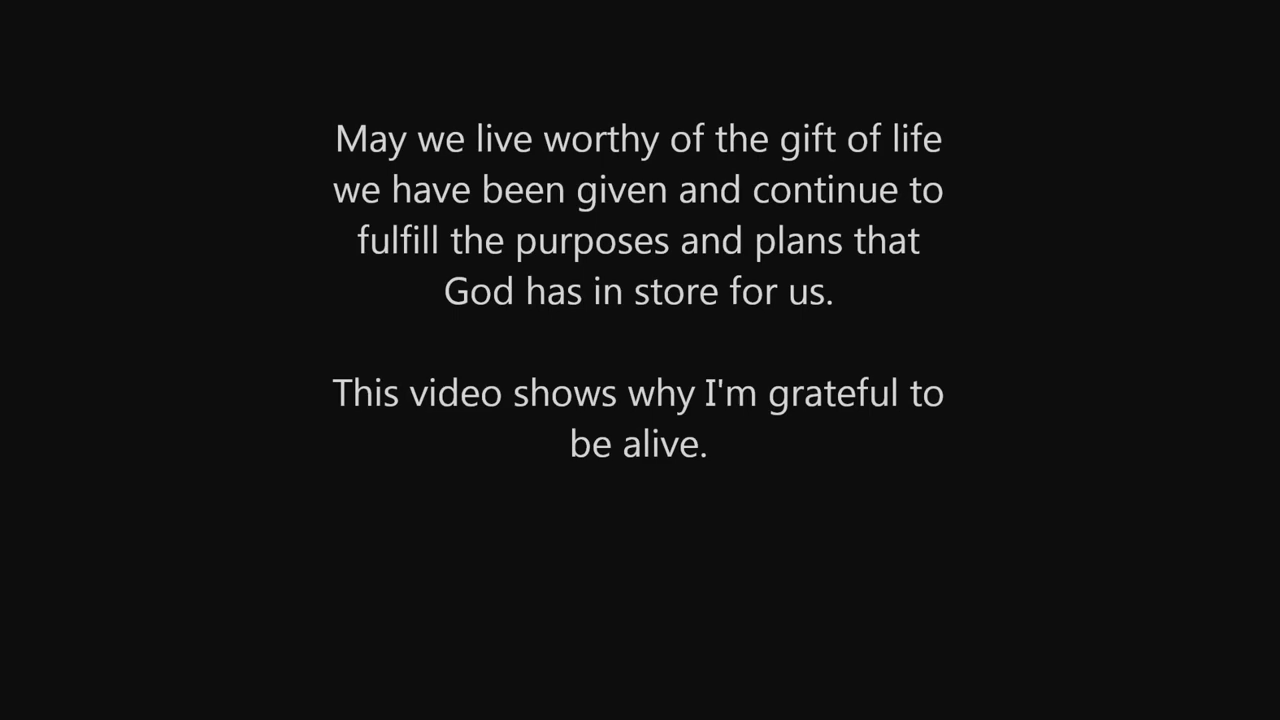 May we live worthy of the gift of life
we have been given and continue to
fulfill the purposes and plans that
God has in store for us.
This video shows why I'm grateful to
be alive.